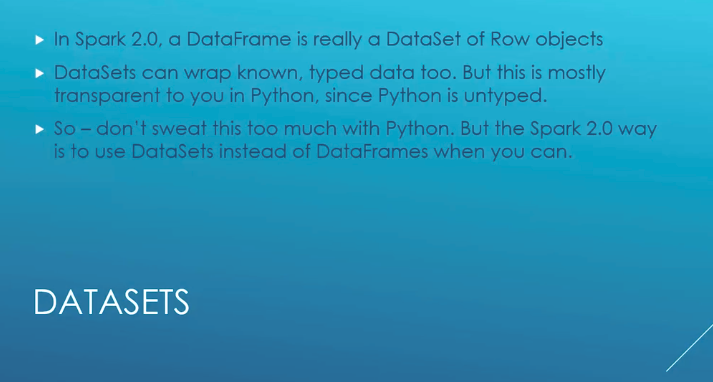 In Spark 2.0, a DataFrame is really a DataSet of Row objects
DataSets can wrap known, typed data too. But this is mostly
transparent to you in Python, since Python is untyped.
So – don't sweat this too much with Python. But the Spark 2.0 way
is to use DataSets instead of DataFrames when you can.
DATASETS